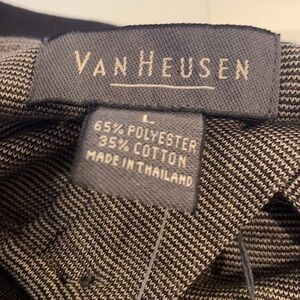 VAN HEUSEN
L
65% POLYESTER
35% COTTON
MADE IN THAILAND